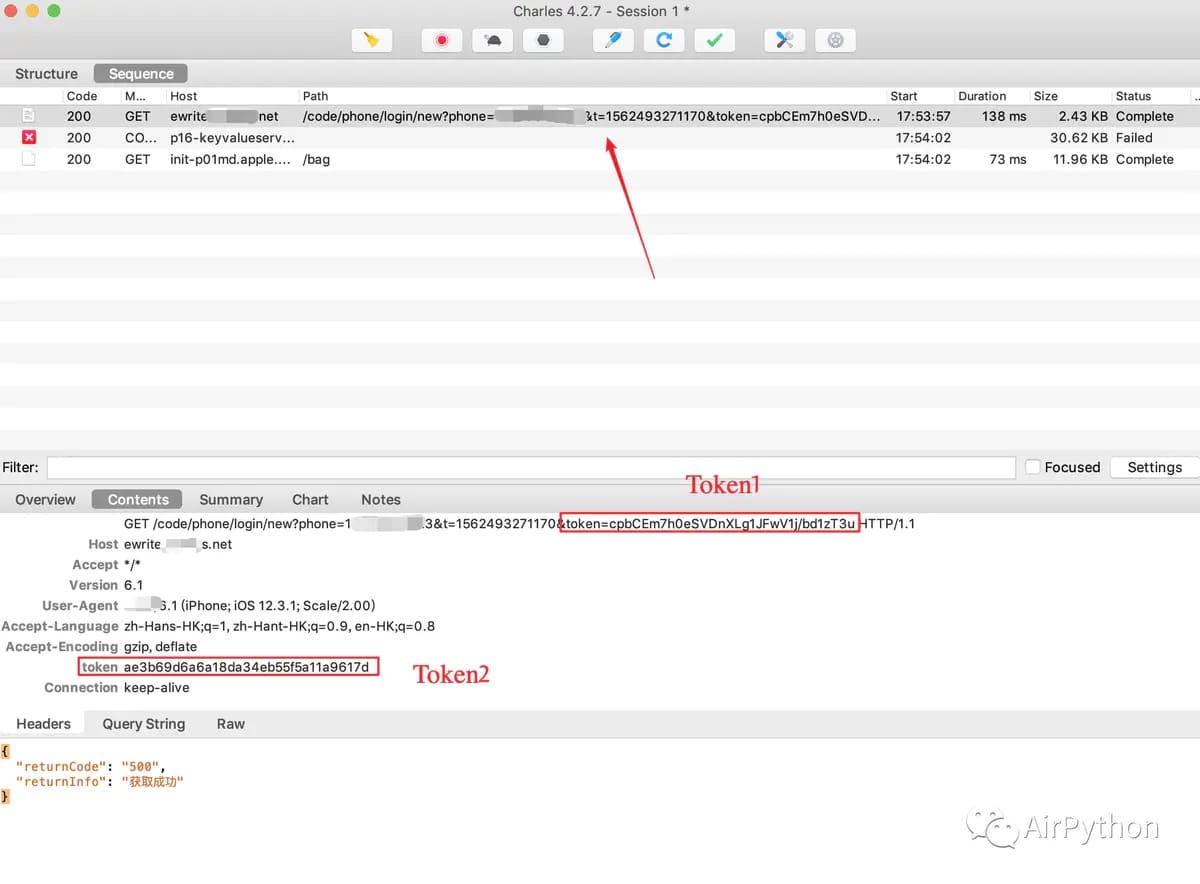 Charles 4.2.7 - Session 1 *
Structure Sequence
Code M... Host Path Start Duration Size Status ...
200 GET ewrite net /code/phone/login/new?phone= &t=1562493271170&token=cpbCEm7h0eSVD... 17:53:57 138 ms 2.43 KB Complete
200 CO... p16-keyvalueserv... 17:54:02 30.62 KB Failed
200 GET init-p01md.apple.... /bag 17:54:02 73 ms 11.96 KB Complete
Filter: Focused Settings
Token1
Overview Contents Summary Chart Notes
GET /code/phone/login/new?phone=1 3&t=1562493271170&token=cpbCEm7h0eSVDnXLg1JFwV1j/bd1zT3u HTTP/1.1
Host ewrite s.net
Accept */*
Version 6.1
User-Agent 6.1 (iPhone; iOS 12.3.1; Scale/2.00)
Accept-Language zh-Hans-HK;q=1, zh-Hant-HK;q=0.9, en-HK;q=0.8
Accept-Encoding gzip, deflate
token ae3b69d6a6a18da34eb55f5a11a9617d
Token2
Connection keep-alive
Headers Query String Raw
{
"returnCode": "500",
"returnInfo": "获取成功"
}
AirPython